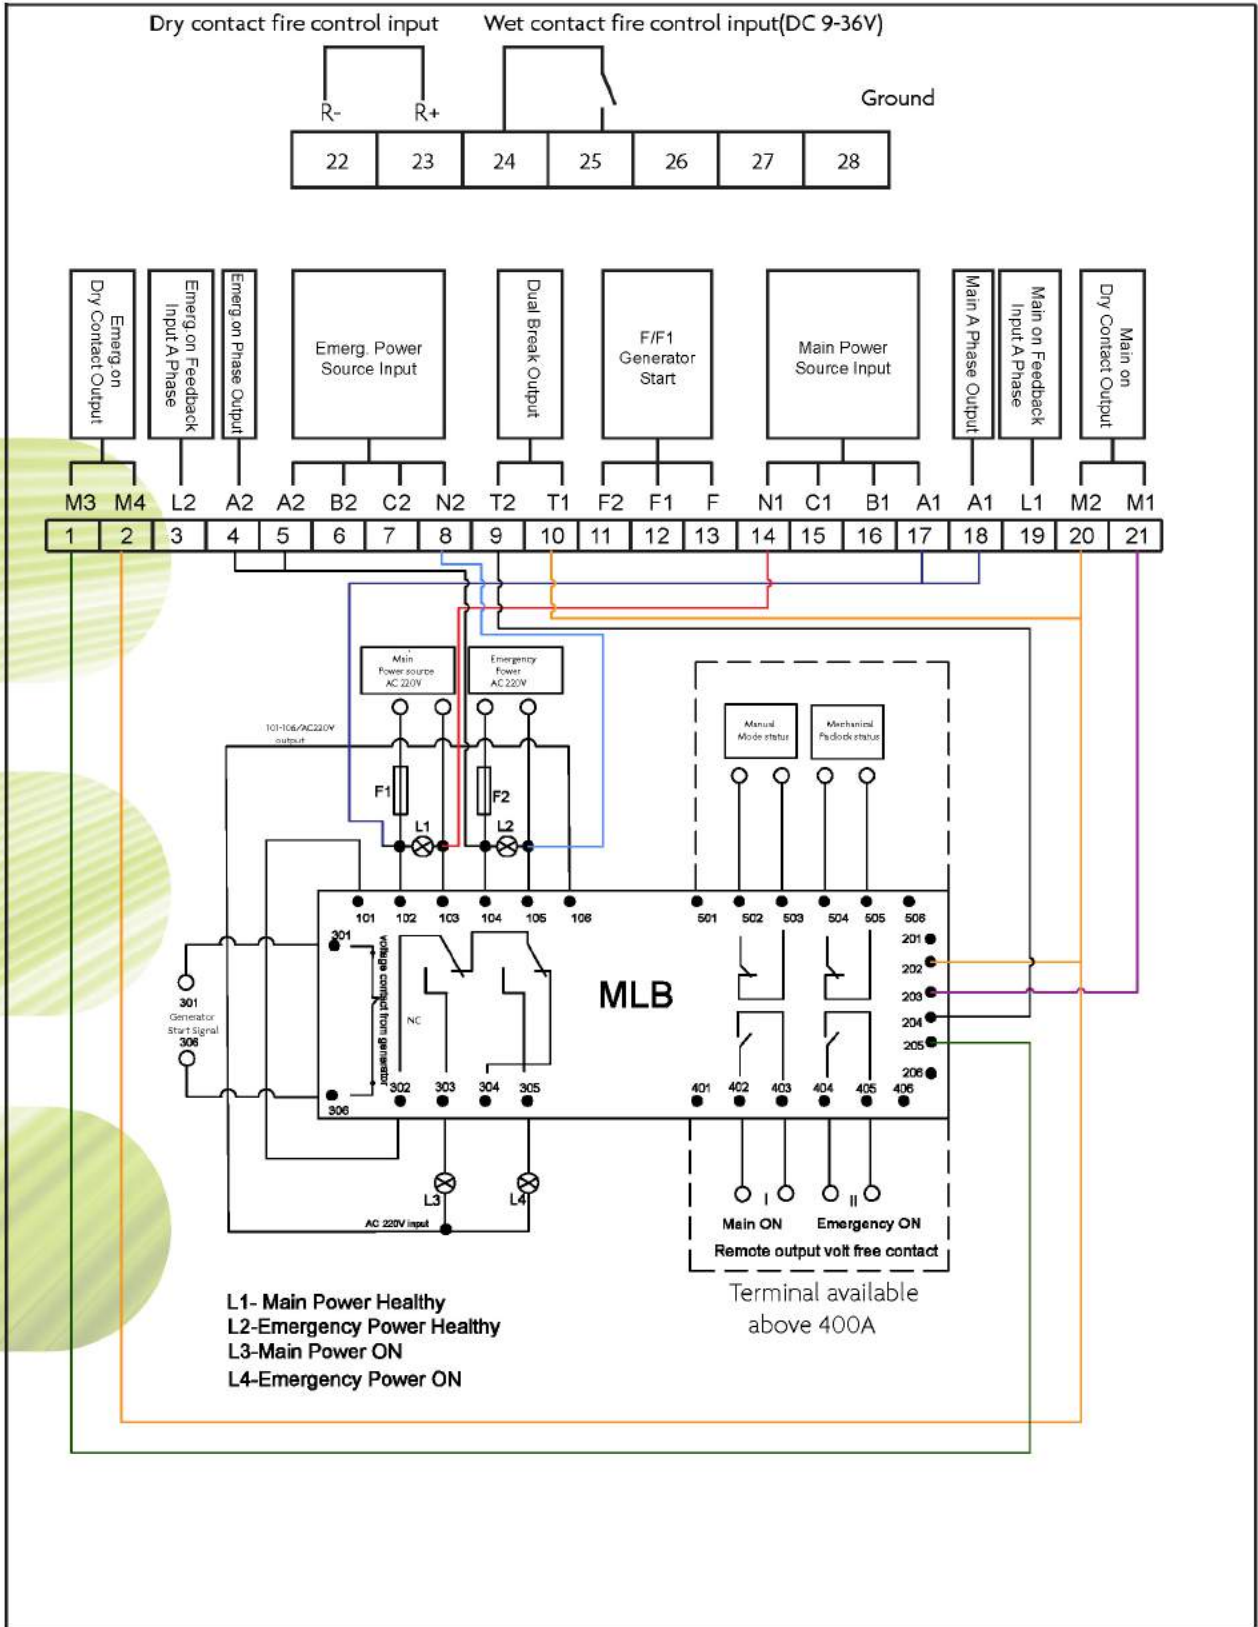 Dry contact fire control input
Wet contact fire control input(DC 9-36V)
Ground
R-
R+
22 23 24 25 26 27 28
Emerg.on
Dry Contact Output
Emerg.on Feedback
Input A Phase
Emerg.on Phase Output
Emerg. Power
Source Input
Dual Break Output
F/F1
Generator
Start
Main Power
Source Input
Main A Phase Output
Main on Feedback
Input A Phase
Main on
Dry Contact Output
M3 M4 L2 A2 A2 B2 C2 N2 T2 T1 F2 F1 F N1 C1 B1 A1 A1 L1 M2 M1
1 2 3 4 5 6 7 8 9 10 11 12 13 14 15 16 17 18 19 20 21
Main
Power source
AC 220V
Emergency
Power
AC 220V
101-106/AC220V
output
Manual
Mode status
Mechanical
Padlock status
F1
F2
L1
L2
101 102 103 104 105 106
501 502 503 504 505 506
301
voltage contact from generator
NC
MLB
201
202
203
204
205
206
301
Generator
Start Signal
306
306
302 303 304 305
401 402 403 404 405 406
L3
L4
AC 220V input
I
II
Main ON
Emergency ON
Remote output volt free contact
Terminal available
above 400A
L1- Main Power Healthy
L2-Emergency Power Healthy
L3-Main Power ON
L4-Emergency Power ON